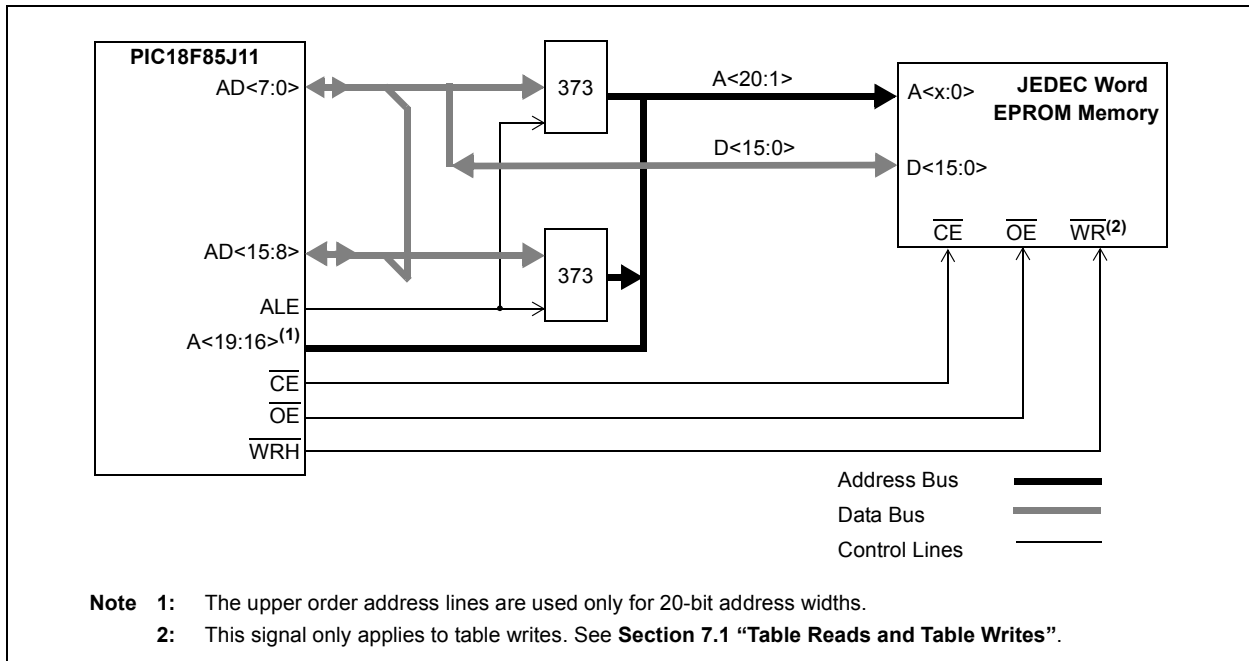 PIC18F85J11
AD<7:0>
373
A<20:1>
A<x:0>
JEDEC Word
EPROM Memory
D<15:0>
D<15:0>
CE
OE
WR(2)
AD<15:8>
373
ALE
A<19:16>(1)
CE
OE
WRH
Address Bus
Data Bus
Control Lines
Note 1: The upper order address lines are used only for 20-bit address widths.
2: This signal only applies to table writes. See Section 7.1 “Table Reads and Table Writes”.